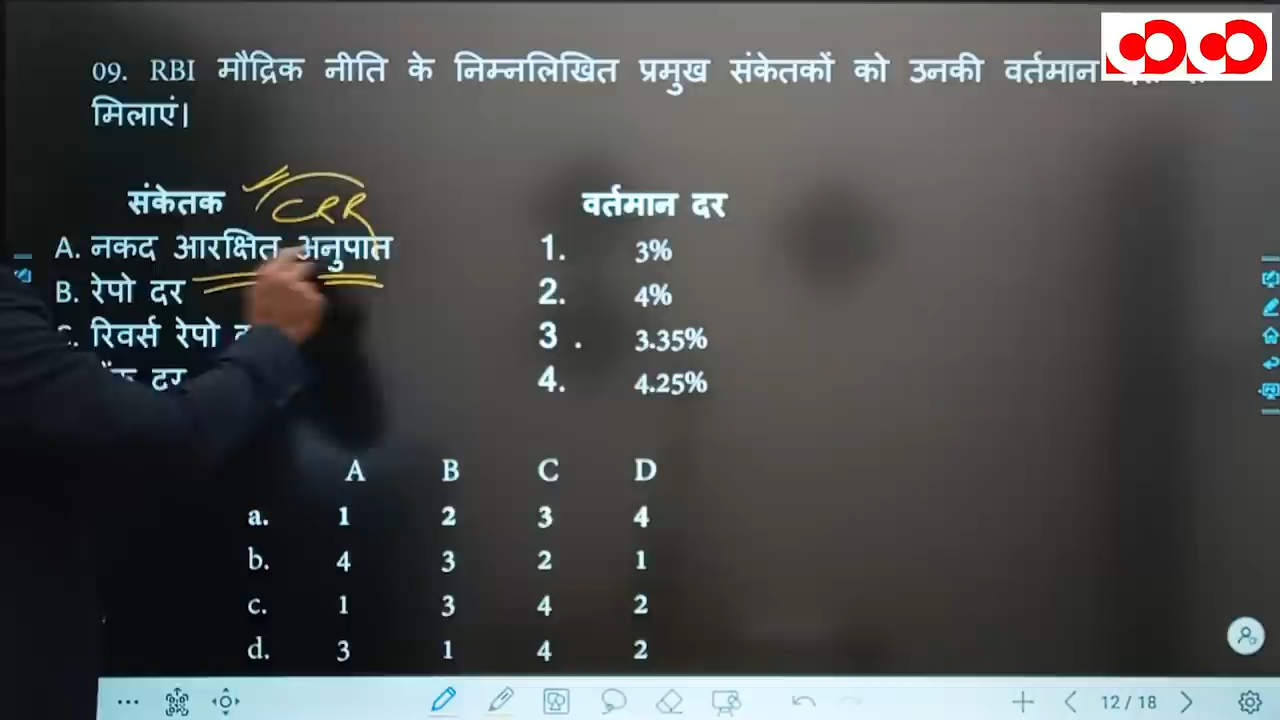 09. RBI मौद्रिक नीति के निम्नलिखित प्रमुख संकेतकों को उनकी वर्तमान
मिलाएं।
संकेतक CRR वर्तमान दर
A. नकद आरक्षित अनुपात 1. 3%
B. रेपो दर 2. 4%
C. रिवर्स रेपो 3. 3.35%
दर 4. 4.25%
A B C D
a. 1 2 3 4
b. 4 3 2 1
c. 1 3 4 2
d. 3 1 4 2
12 / 18